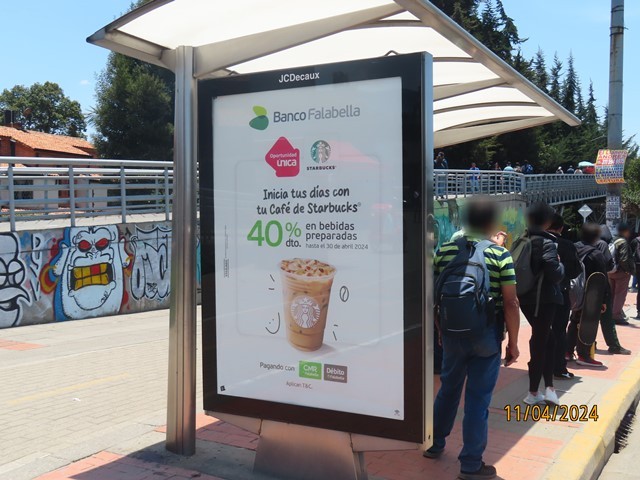 JCDecaux
Banco Falabella
Oportunidad
única
STARBUCKS
Inicia tus días con
tu Café de Starbucks®
40%
dto.
en bebidas
preparadas
hasta el 30 de abril 2024
Pagando con
CMR
Débito
Aplican T&C.
11/04/2024